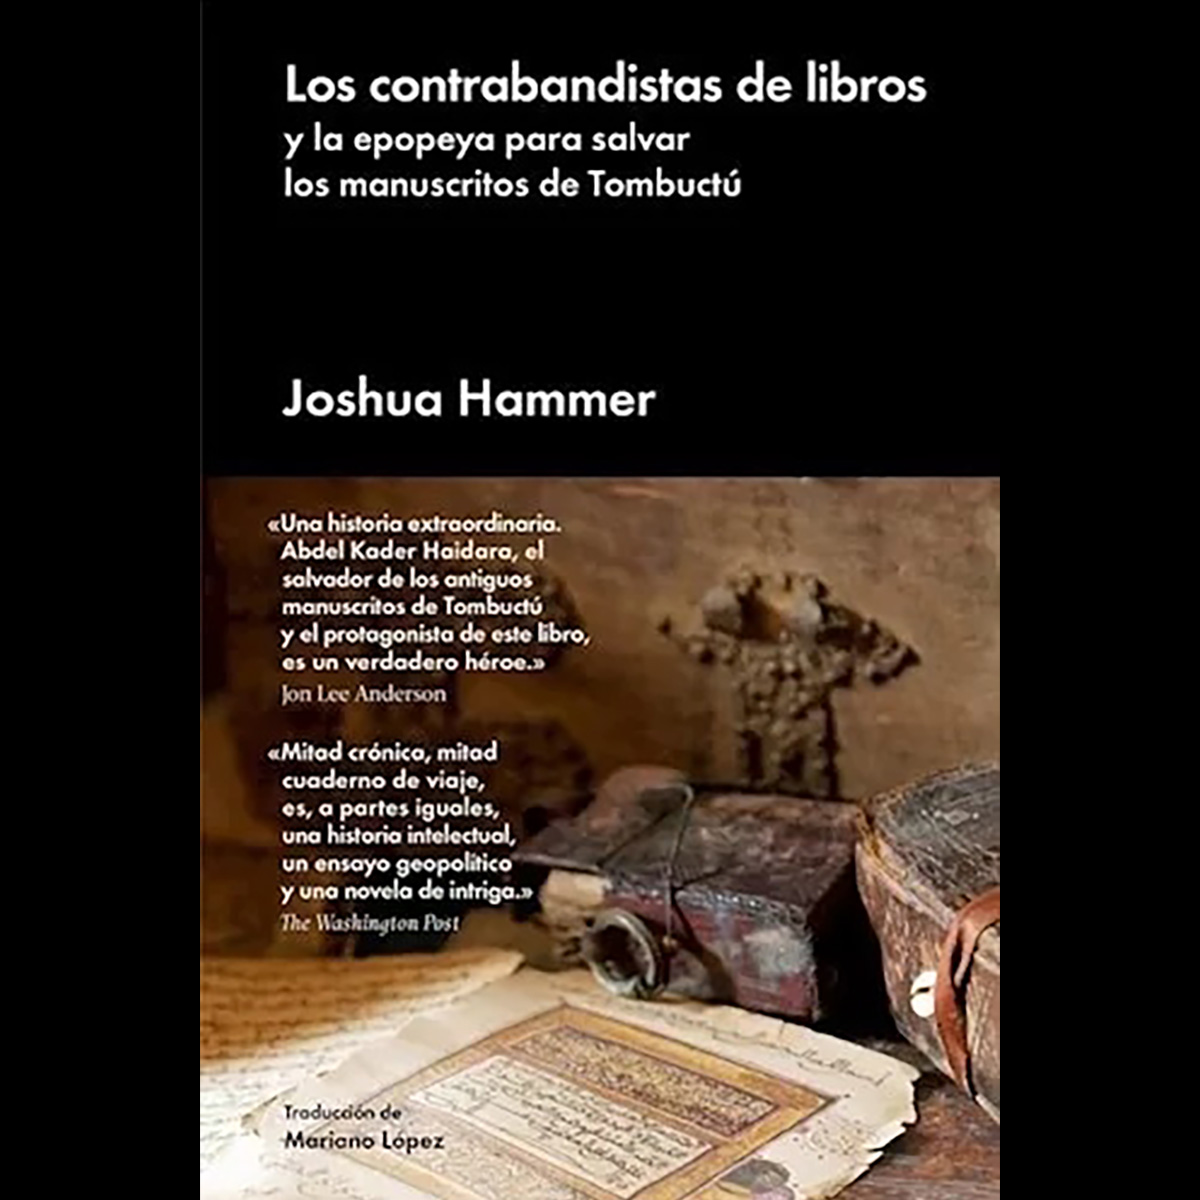 Los contrabandistas de libros
y la epopeya para salvar
los manuscritos de Tombuctú
Joshua Hammer
«Una historia extraordinaria.
Abdel Kader Haidara, el
salvador de los antiguos
manuscritos de Tombuctú
y el protagonista de este libro,
es un verdadero héroe.»
Jon Lee Anderson
«Mitad crónica, mitad
cuaderno de viaje,
es, a partes iguales,
una historia intelectual,
un ensayo geopolítico
y una novela de intriga.»
The Washington Post
Traducción de
Mariano López